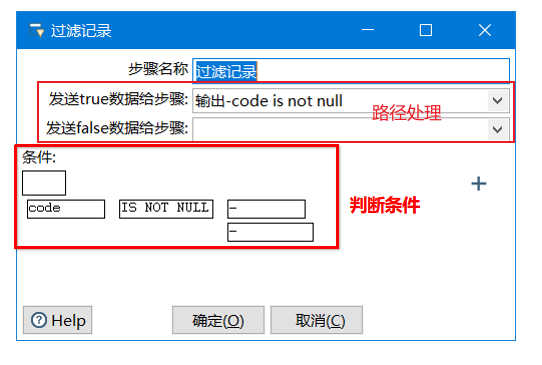 过滤记录
步骤名称 过滤记录
发送true数据给步骤: 输出-code is not null
路径处理
发送false数据给步骤:
条件:
code IS NOT NULL -
-
判断条件
Help 确定(O) 取消(C)